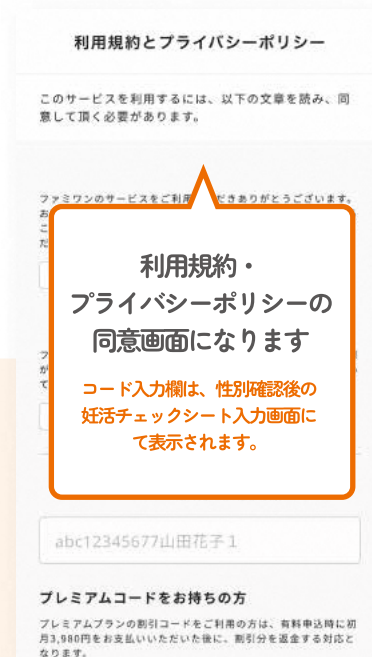 利用規約とプライバシーポリシー
このサービスを利用するには、以下の文章を読み、同
意して頂く必要があります。
ファミワンのサービスをご利用 だきありがとうございます。
お
こ
だ
利用規約・
プライバシーポリシーの
同意画面になります
コード入力欄は、性別確認後の
妊活チェックシート入力画面に
て表示されます。
フ
が
て
abc12345677山田花子1
プレミアムコードをお持ちの方
プレミアムプランの割引コードをご利用の方は、有料申込時に初
月3,980円をお支払いいただいた後に、割引分を返金する対応と
なります。